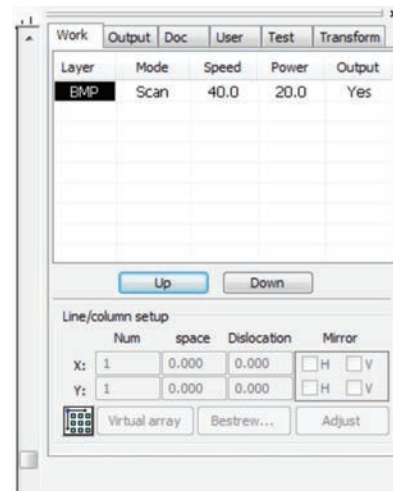 Work Output Doc User Test Transform
Layer Mode Speed Power Output
BMP Scan 40.0 20.0 Yes
Up Down
Line/column setup
Num space Dislocation Mirror
X: 1 0.000 0.000 H V
Y: 1 0.000 0.000 H V
Virtual array Bestrew... Adjust